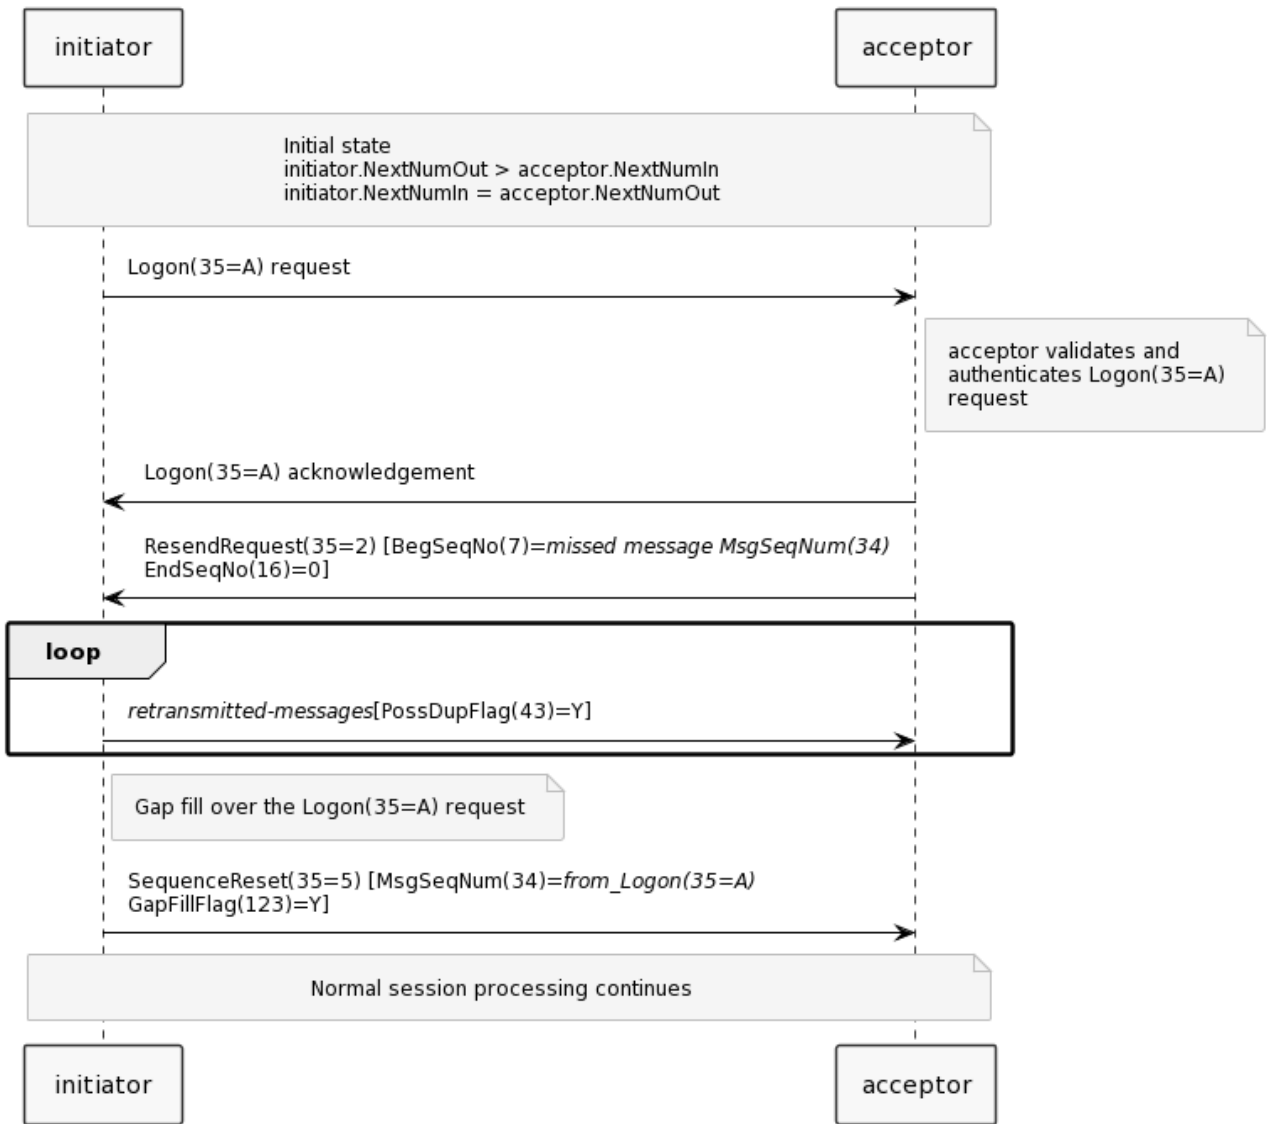 initiator
acceptor
Initial state
initiator.NextNumOut > acceptor.NextNumIn
initiator.NextNumIn = acceptor.NextNumOut
Logon(35=A) request
acceptor validates and
authenticates Logon(35=A)
request
Logon(35=A) acknowledgement
ResendRequest(35=2) [BegSeqNo(7)=missed message MsgSeqNum(34)
EndSeqNo(16)=0]
loop
retransmitted-messages[PossDupFlag(43)=Y]
Gap fill over the Logon(35=A) request
SequenceReset(35=5) [MsgSeqNum(34)=from_Logon(35=A)
GapFillFlag(123)=Y]
Normal session processing continues
initiator
acceptor